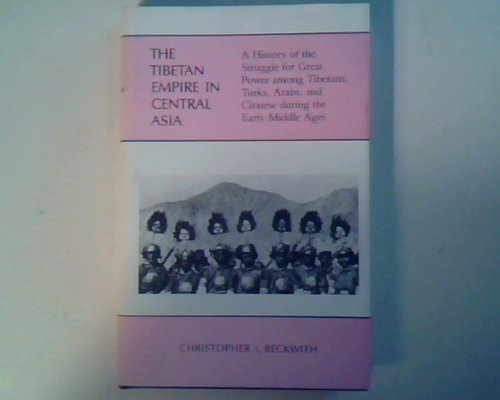 THE
TIBETAN
EMPIRE IN
CENTRAL
ASIA
A History of the
Struggle for Great
Power among Tibetans,
Turks, Arabs, and
Chinese during the
Early Middle Ages
CHRISTOPHER I. BECKWITH